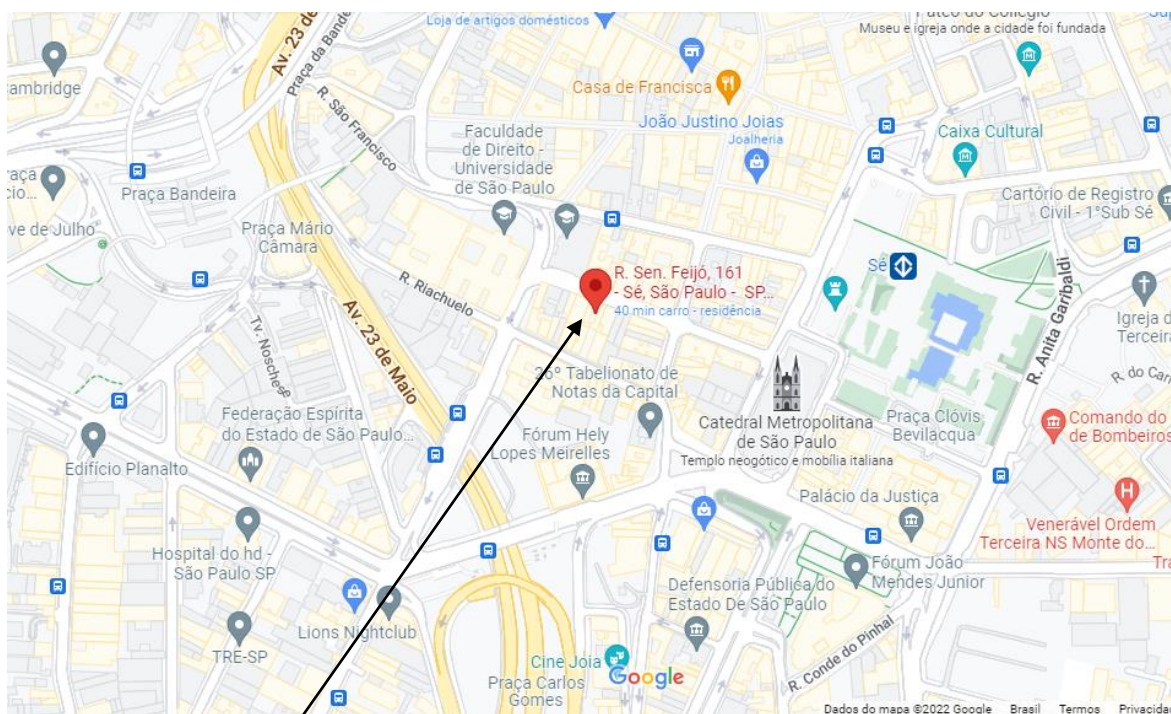 Loja de artigos domésticos
Museu e igreja onde a cidade foi fundada
Av. 23 de
Praça da Bande
Casa de Francisca
João Justino Joias
Joalheria
Caixa Cultural
R. São Francisco
Faculdade
de Direito -
Universidade
de São Paulo
Praça Bandeira
Cartório de Registro
Civil - 1°Sub Sé
ve de Julho
Praça Mário
Câmara
R. Riachuelo
R. Sen. Feijó, 161
- Sé, São Paulo - SP...
40 min carro - residência
Sé
R. Anita Garibaldi
Igreja d
Terceira
Av. 23 de Maio
Tv. Noschese
26º Tabelionato de
Notas da Capital
R do Car
Federação Espírita
do Estado de São Paulo...
Fórum Hely
Lopes Meirelles
Catedral Metropolitana
de São Paulo
Templo neogótico e mobília italiana
Praça Clóvis
Bevilacqua
Comando do
de Bombeiros
Edifício Planalto
Palácio da Justiça
H
Venerável Ordem
Terceira NS Monte do...
Hospital do hd -
São Paulo SP
Defensoria Pública do
Estado De São Paulo
Fórum João
Mendes Junior
Tra
Lions Nightclub
TRE-SP
Cine Joia
Praça Carlos
Gomes
Google
R. Conde do Pinhal
Dados do mapa ©2022 Google Brasil Termos Privacidad